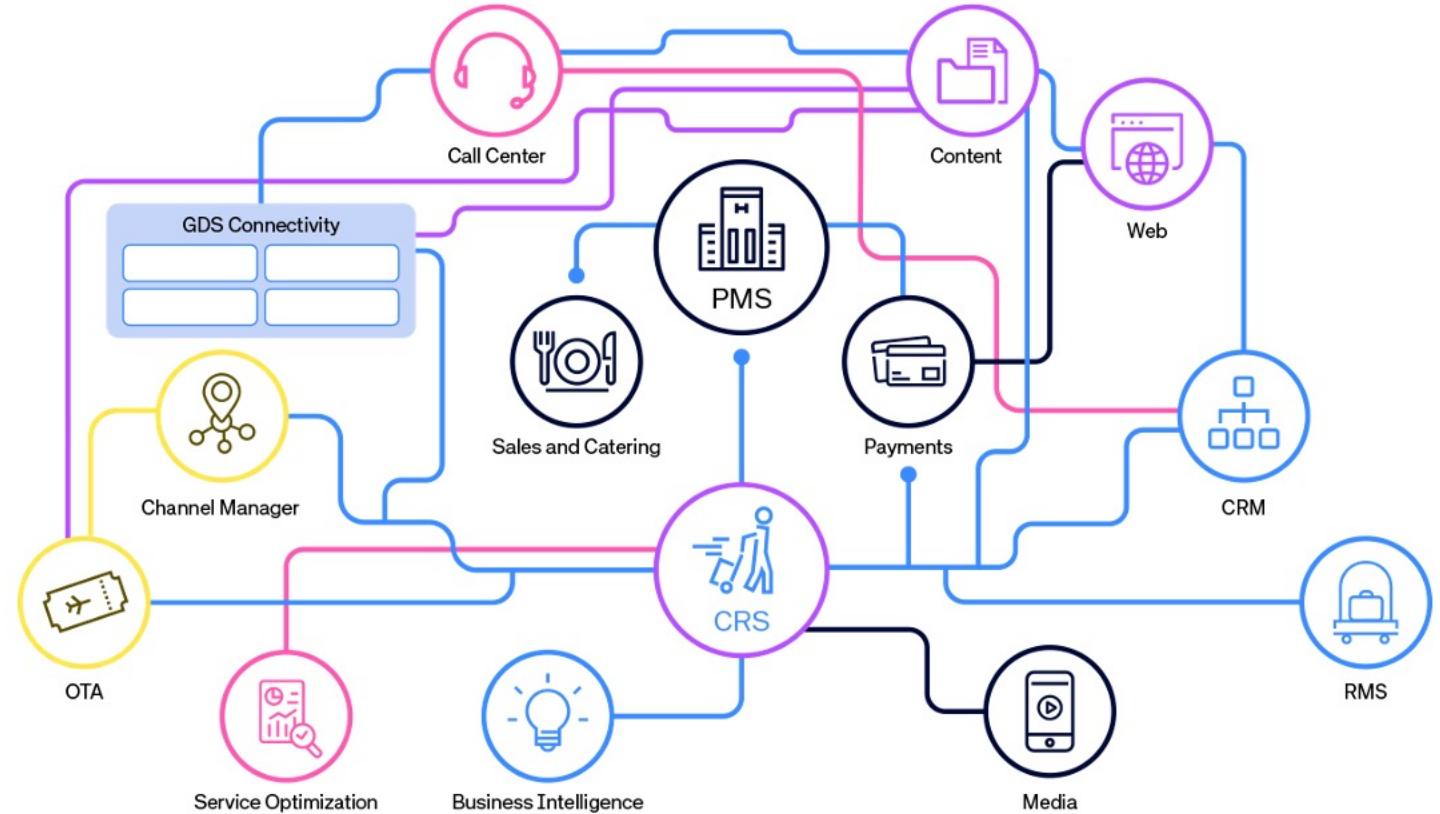 Call Center
Content
GDS Connectivity
Web
PMS
Sales and Catering
Payments
Channel Manager
CRM
CRS
OTA
RMS
Service Optimization
Business Intelligence
Media